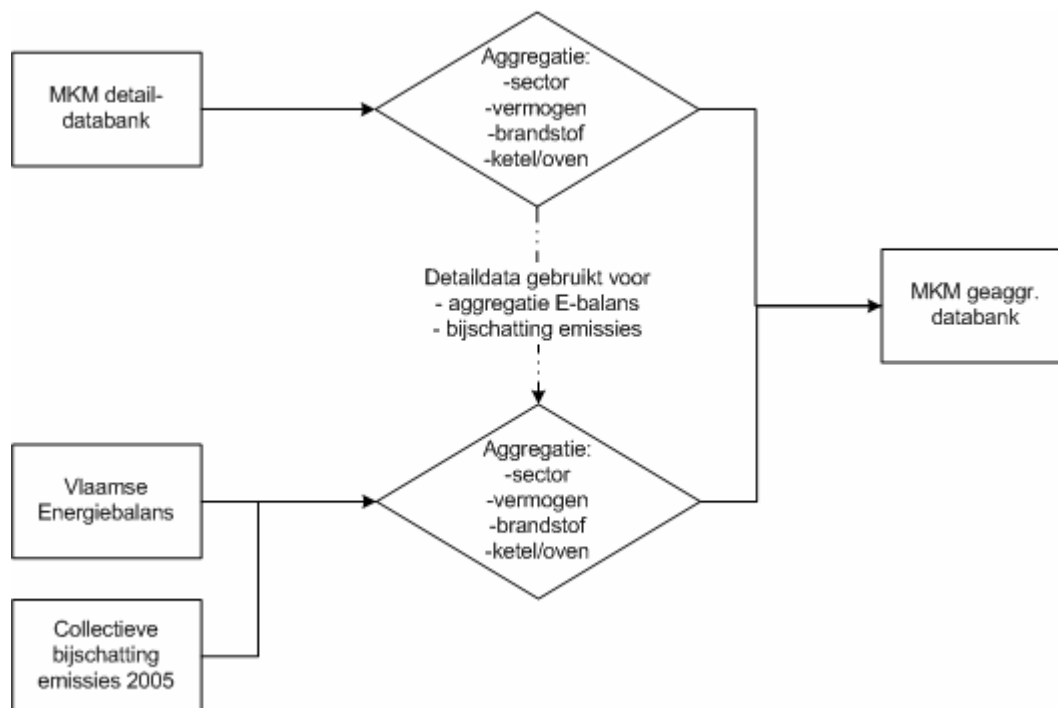 MKM detail-
databank
Aggregatie:
-sector
-vermogen
-brandstof
-ketel/oven
Detaildata gebruikt voor
- aggregatie E-balans
- bijschatting emissies
MKM geaggr.
databank
Vlaamse
Energiebalans
Aggregatie:
-sector
-vermogen
-brandstof
-ketel/oven
Collectieve
bijschatting
emissies 2005